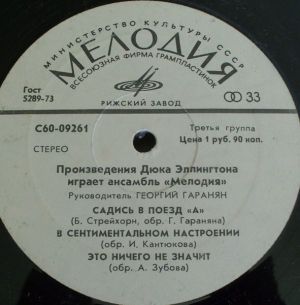 МИНИСТЕРСТВО КУЛЬТУРЫ СССР
МЕЛОДИЯ
ВСЕСОЮЗНАЯ ФИРМА ГРАМПЛАСТИНОК
Гост
5289-73
33
РИЖСКИЙ ЗАВОД
С60-09261
Третья группа
Цена 1 руб. 90 коп.
СТЕРЕО
Произведения Дюка Эллингтона
играет ансамбль «Мелодия»
Руководитель ГЕОРГИЙ ГАРАНЯН
САДИСЬ В ПОЕЗД «А»
(Б. Стрейхорн, обр. Г. Гараняна)
В СЕНТИМЕНТАЛЬНОМ НАСТРОЕНИИ
(обр. И. Кантюкова)
ЭТО НИЧЕГО НЕ ЗНАЧИТ
(обр. А. Зубова)